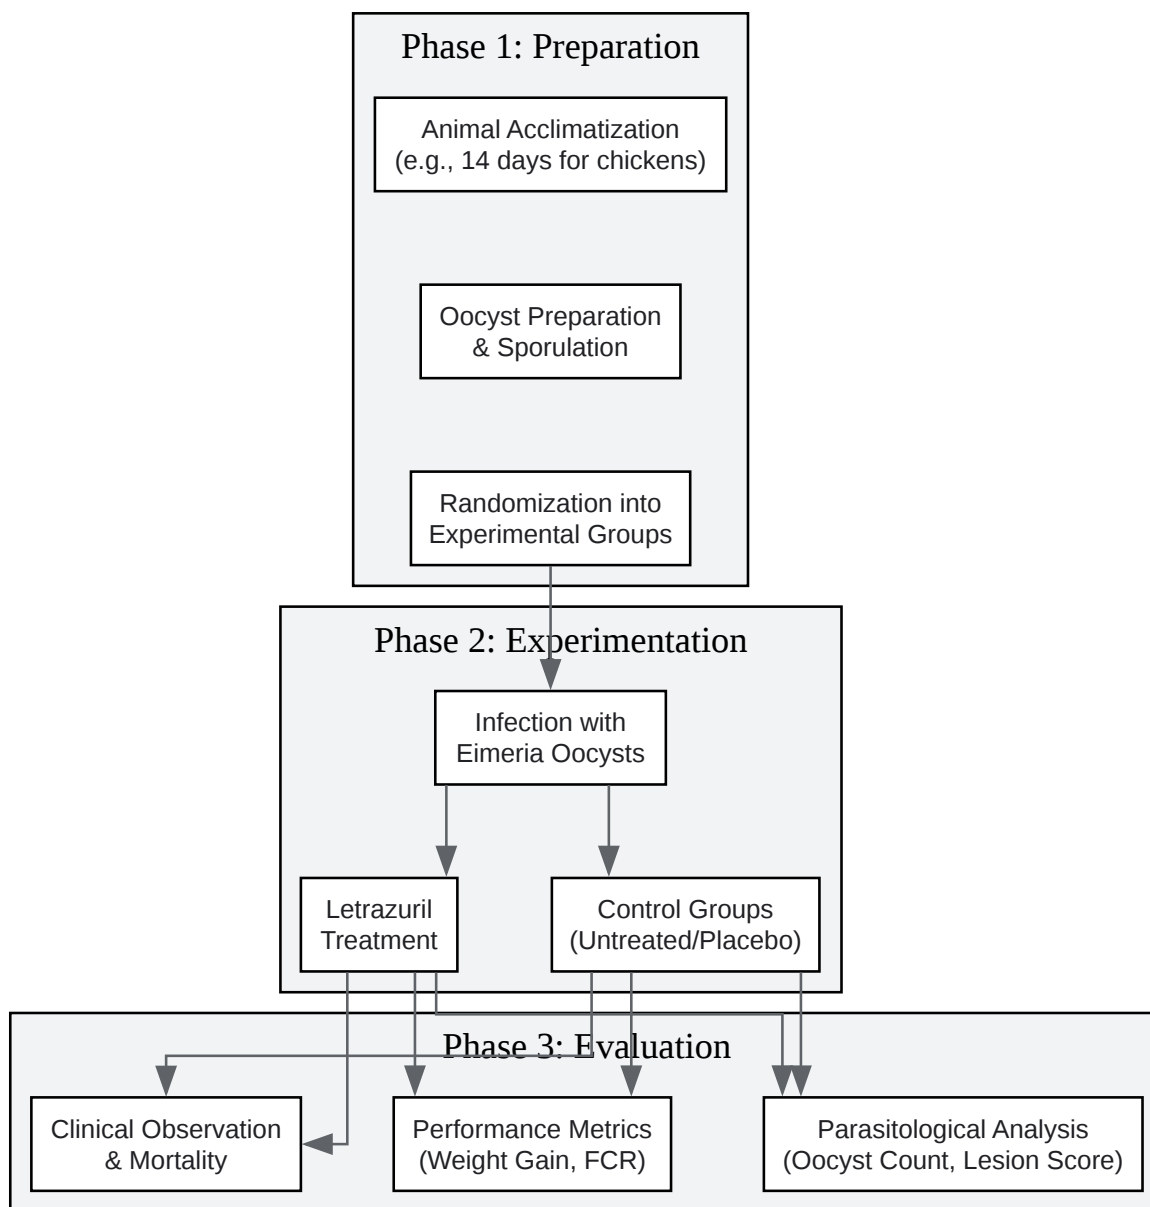 Phase 1: Preparation
Animal Acclimatization
(e.g., 14 days for chickens)
Oocyst Preparation
& Sporulation
Randomization into
Experimental Groups
Phase 2: Experimentation
Infection with
Eimeria Oocysts
Letrazuril
Treatment
Control Groups
(Untreated/Placebo)
Phase 3: Evaluation
Clinical Observation
& Mortality
Performance Metrics
(Weight Gain, FCR)
Parasitological Analysis
(Oocyst Count, Lesion Score)